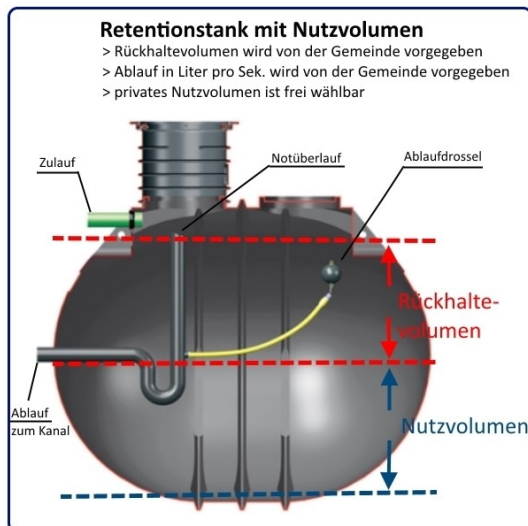 Retentionstank mit Nutzvolumen
> Rückhaltevolumen wird von der Gemeinde vorgegeben
> Ablauf in Liter pro Sek. wird von der Gemeinde vorgegeben
> privates Nutzvolumen ist frei wählbar
Zulauf
Notüberlauf
Ablaufdrossel
Rückhalte-
volumen
Ablauf
zum Kanal
Nutzvolumen